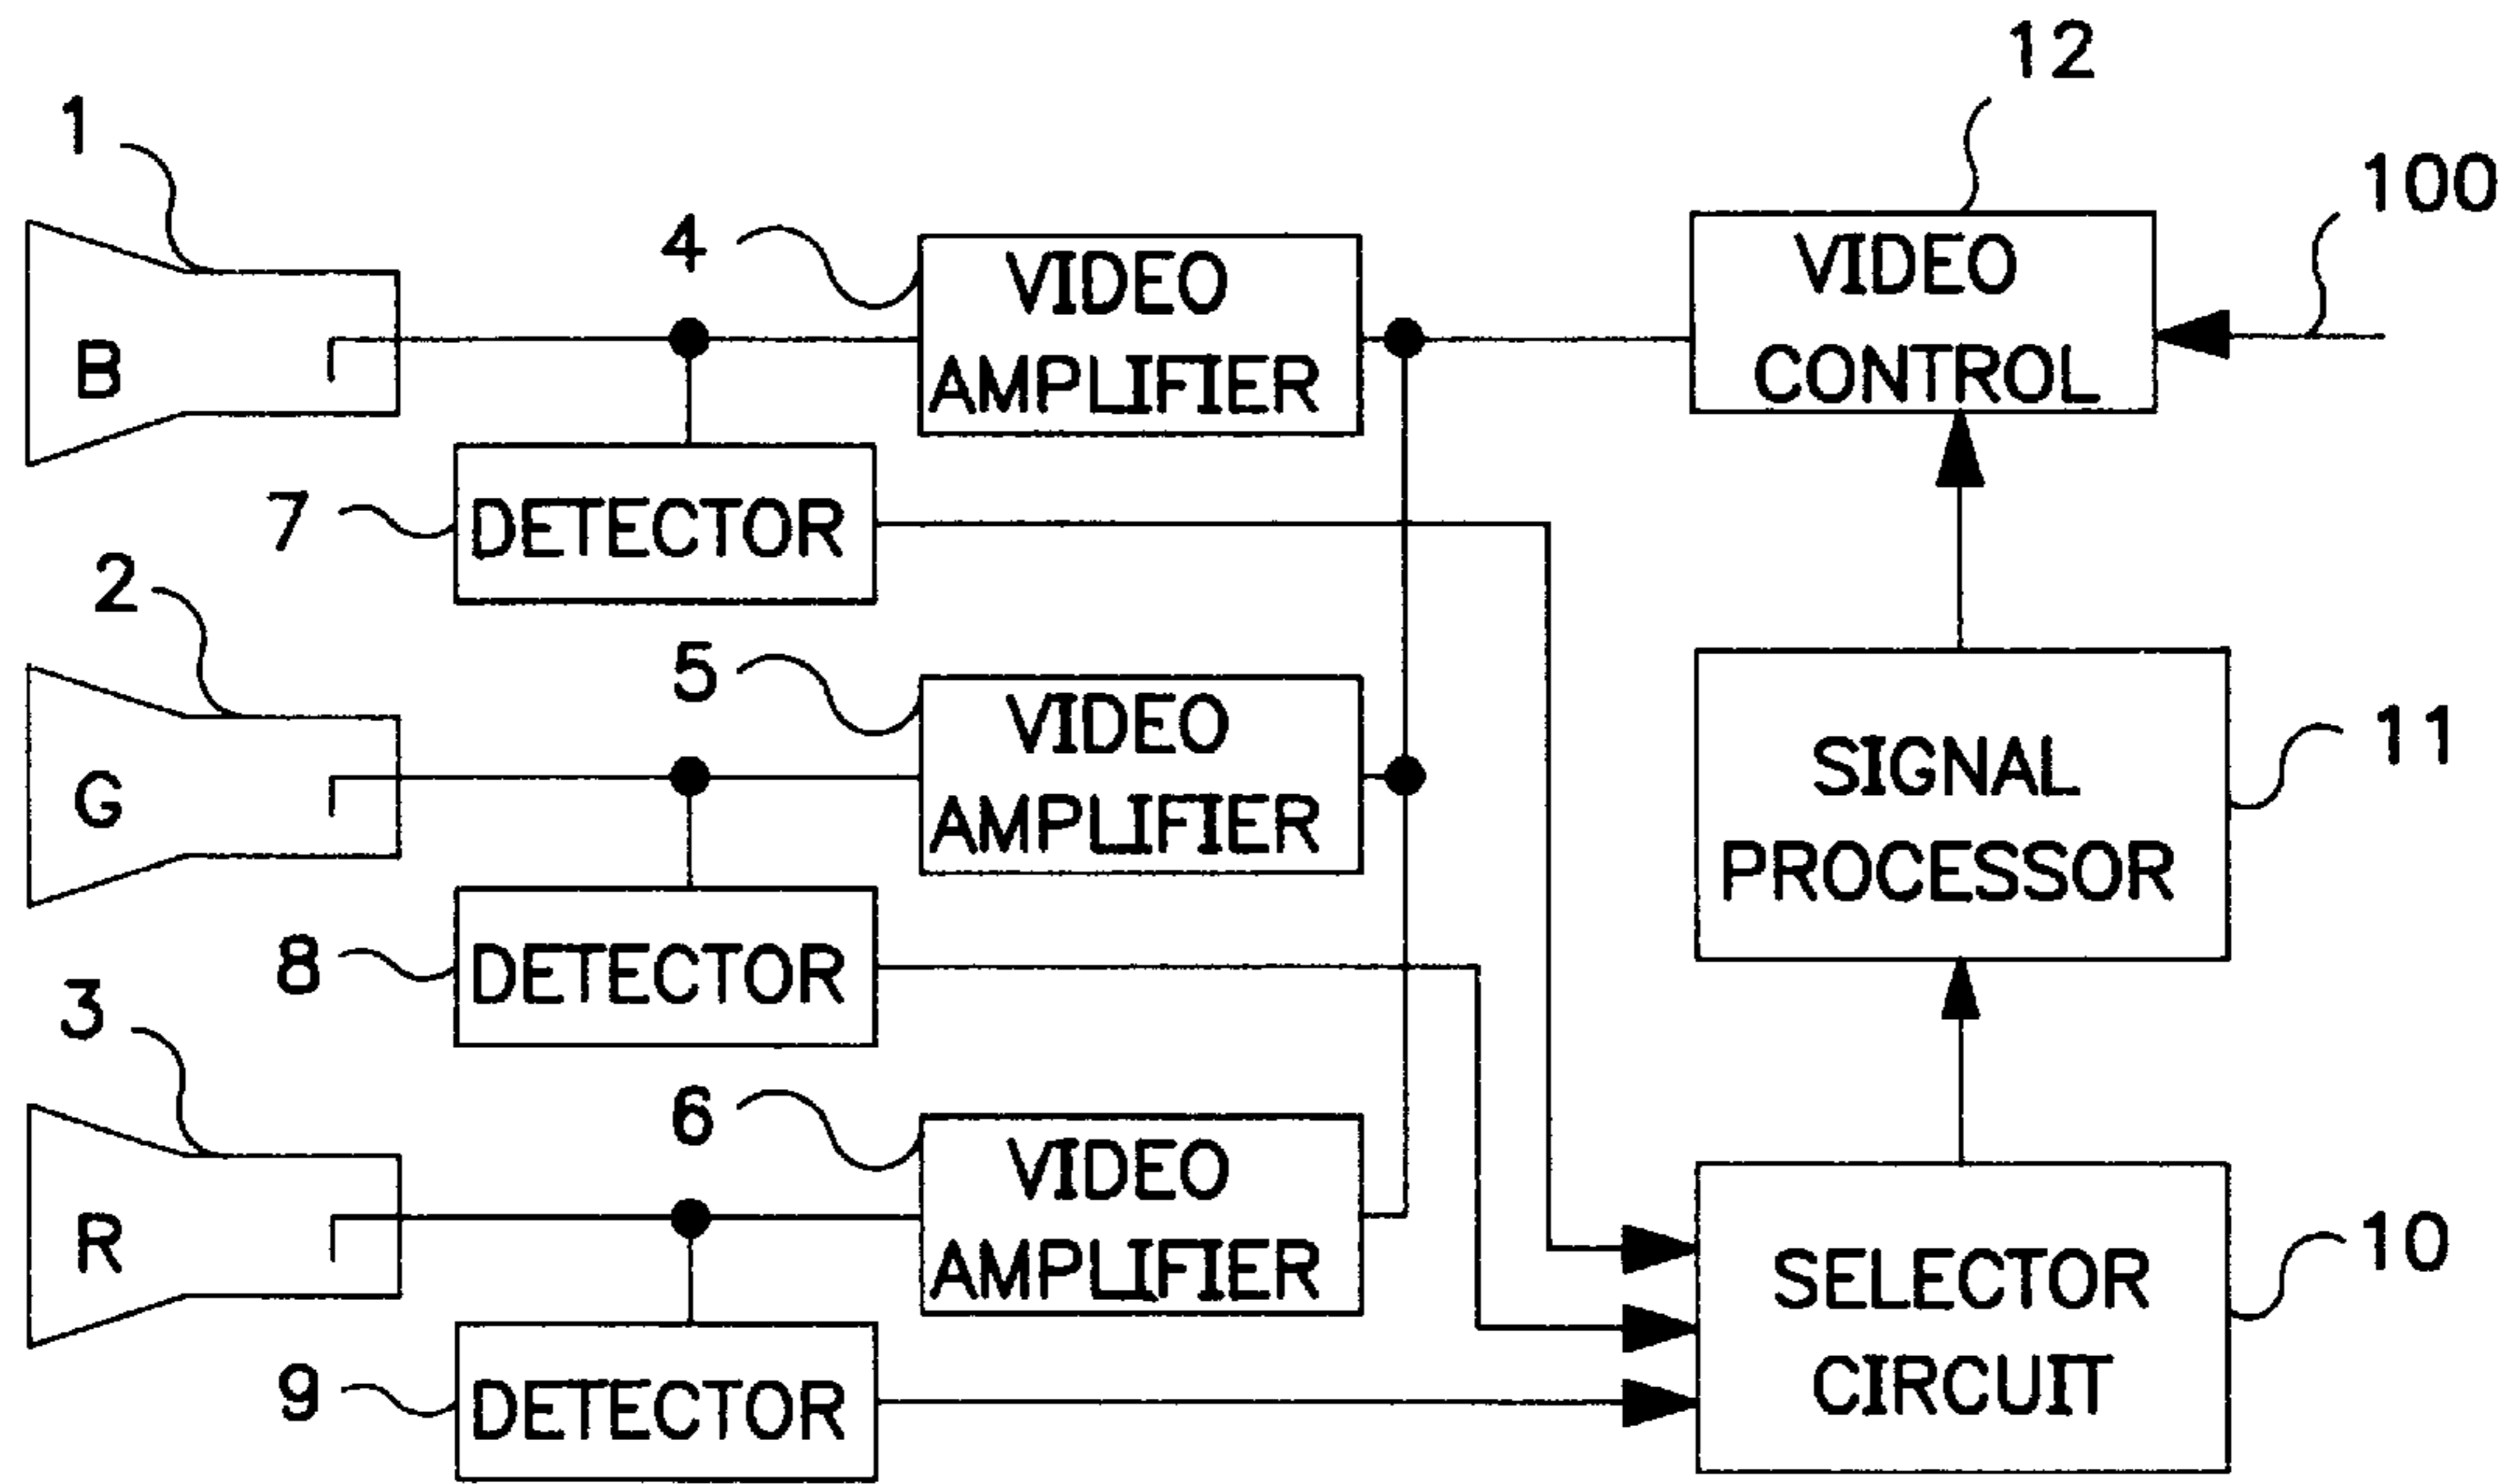 12
1
100
4
VIDEO
AMPLIFIER
VIDEO
CONTROL
B
7
DETECTOR
2
5
VIDEO
AMPLIFIER
11
SIGNAL
PROCESSOR
G
8
DETECTOR
3
6
VIDEO
AMPLIFIER
R
10
SELECTOR
CIRCUIT
9
DETECTOR